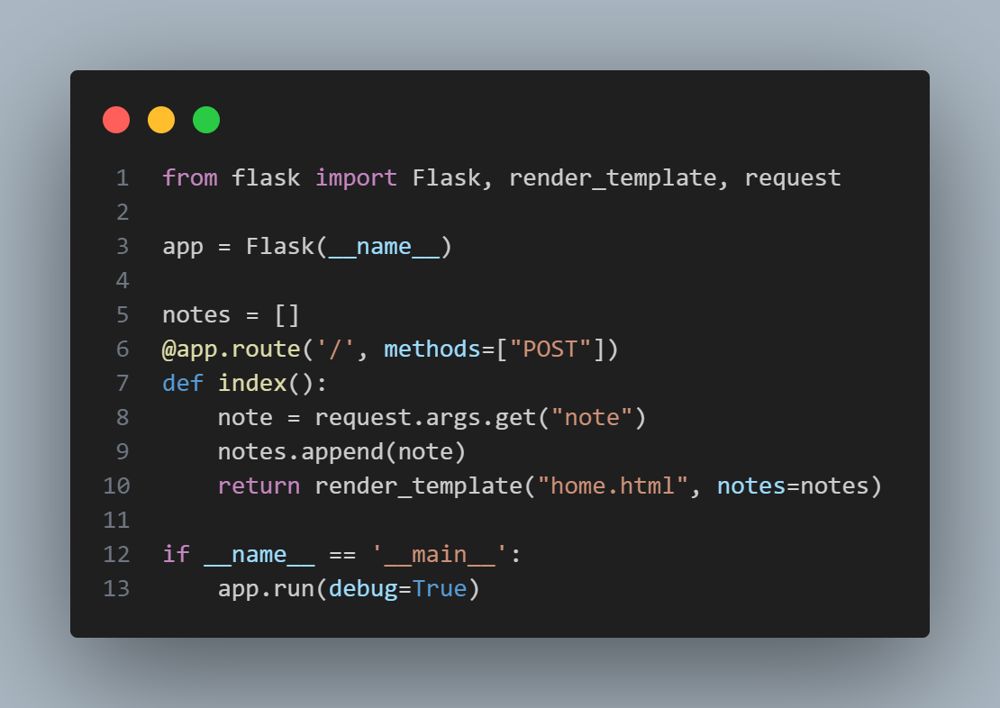 1 from flask import Flask, render_template, request
2
3 app = Flask(__name__)
4
5 notes = []
6 @app.route('/', methods=["POST"])
7 def index():
8     note = request.args.get("note")
9     notes.append(note)
10     return render_template("home.html", notes=notes)
11
12 if __name__ == '__main__':
13     app.run(debug=True)